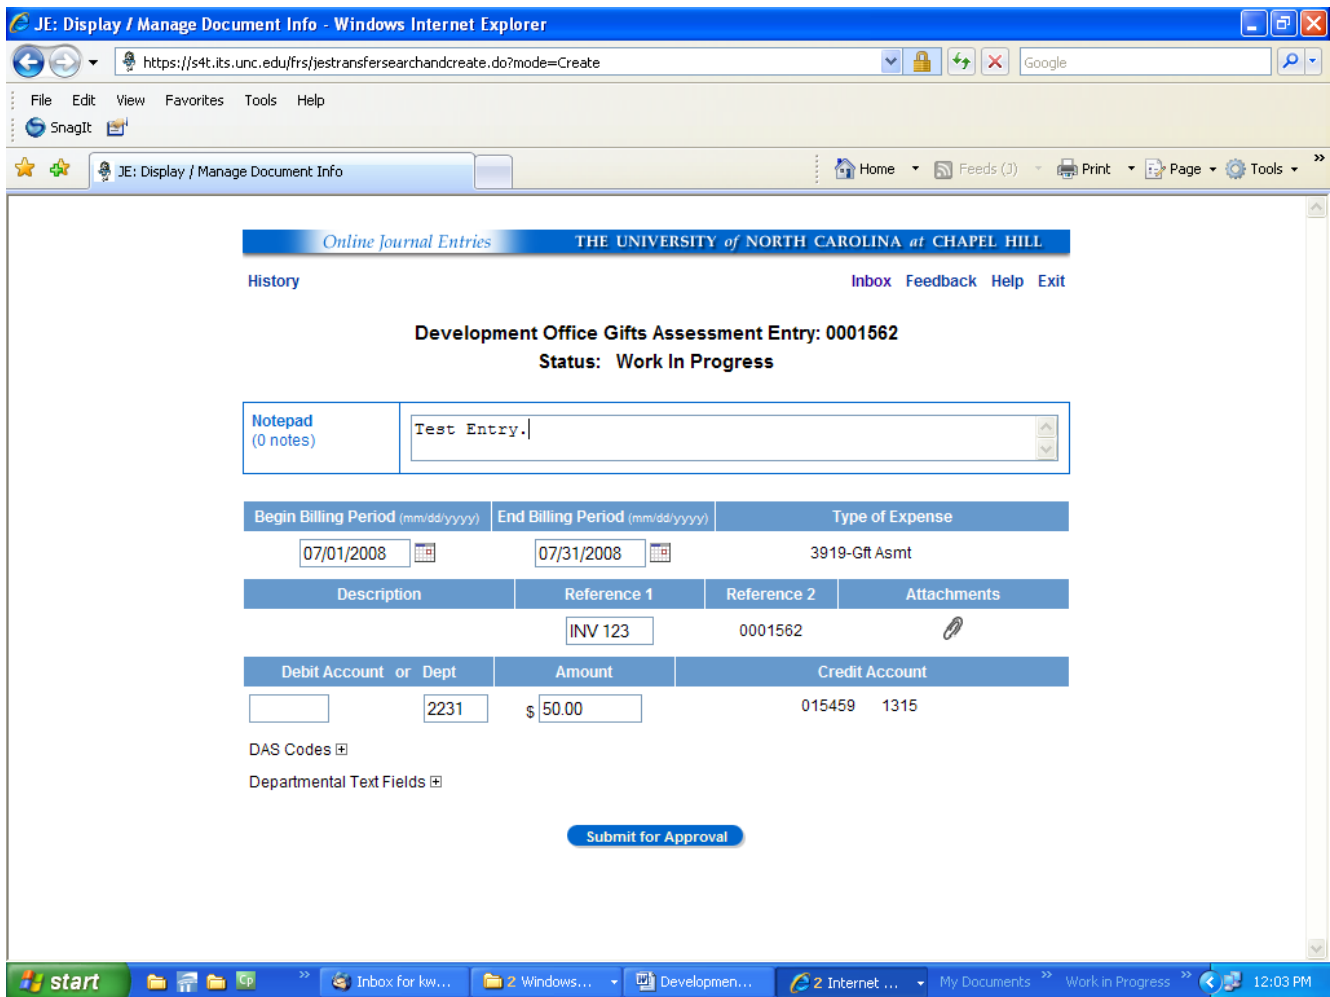 JE: Display / Manage Document Info - Windows Internet Explorer
https://s4t.its.unc.edu/frs/jestransfersearchandcreate.do?mode=Create
Google
File Edit View Favorites Tools Help
SnagIt
JE: Display / Manage Document Info
Home Feeds (J) Print Page Tools »
Online Journal Entries THE UNIVERSITY of NORTH CAROLINA at CHAPEL HILL
History Inbox Feedback Help Exit
Development Office Gifts Assessment Entry: 0001562
Status: Work In Progress
Notepad
(0 notes)
Test Entry.
Begin Billing Period (mm/dd/yyyy) End Billing Period (mm/dd/yyyy) Type of Expense
07/01/2008 07/31/2008 3919-Gft Asmt
Description Reference 1 Reference 2 Attachments
INV 123 0001562
Debit Account or Dept Amount Credit Account
2231 $ 50.00 015459 1315
DAS Codes
Departmental Text Fields
Submit for Approval
start Cp » Inbox for kw... 2 Windows... Developmen... 2 Internet ... My Documents » Work in Progress » 12:03 PM